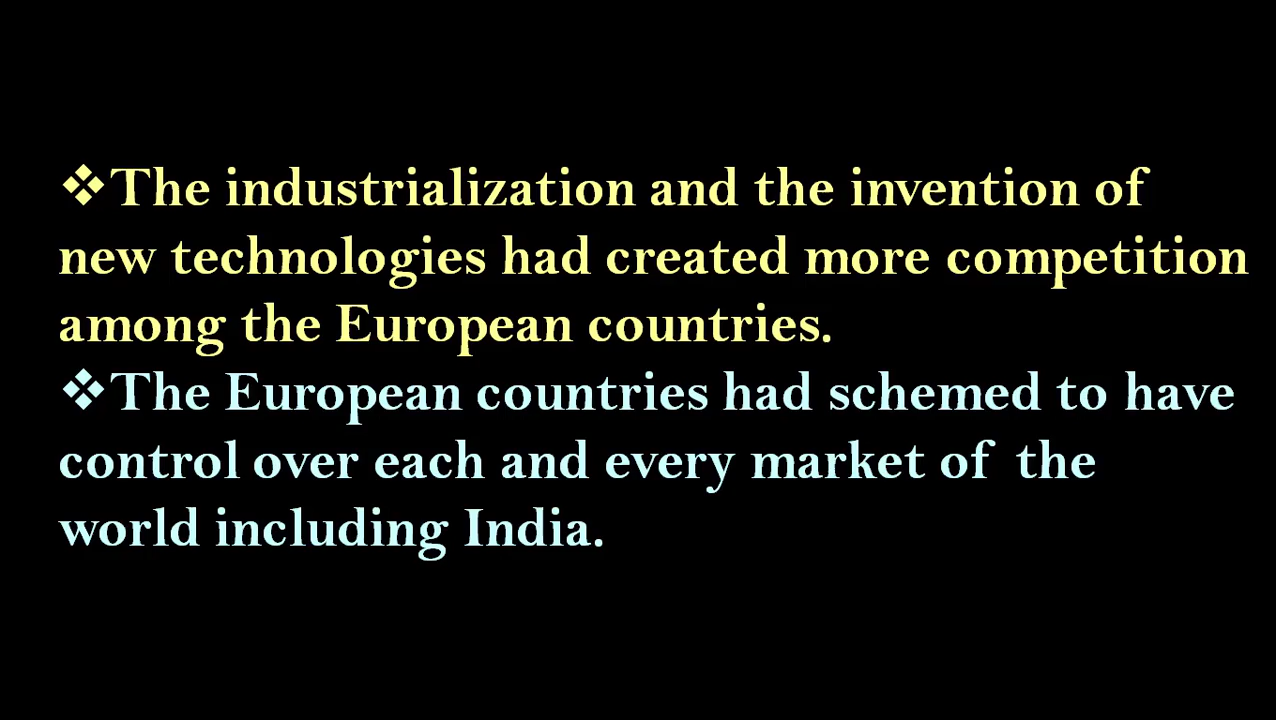 ❖The industrialization and the invention of
new technologies had created more competition
among the European countries.
❖The European countries had schemed to have
control over each and every market of the
world including India.